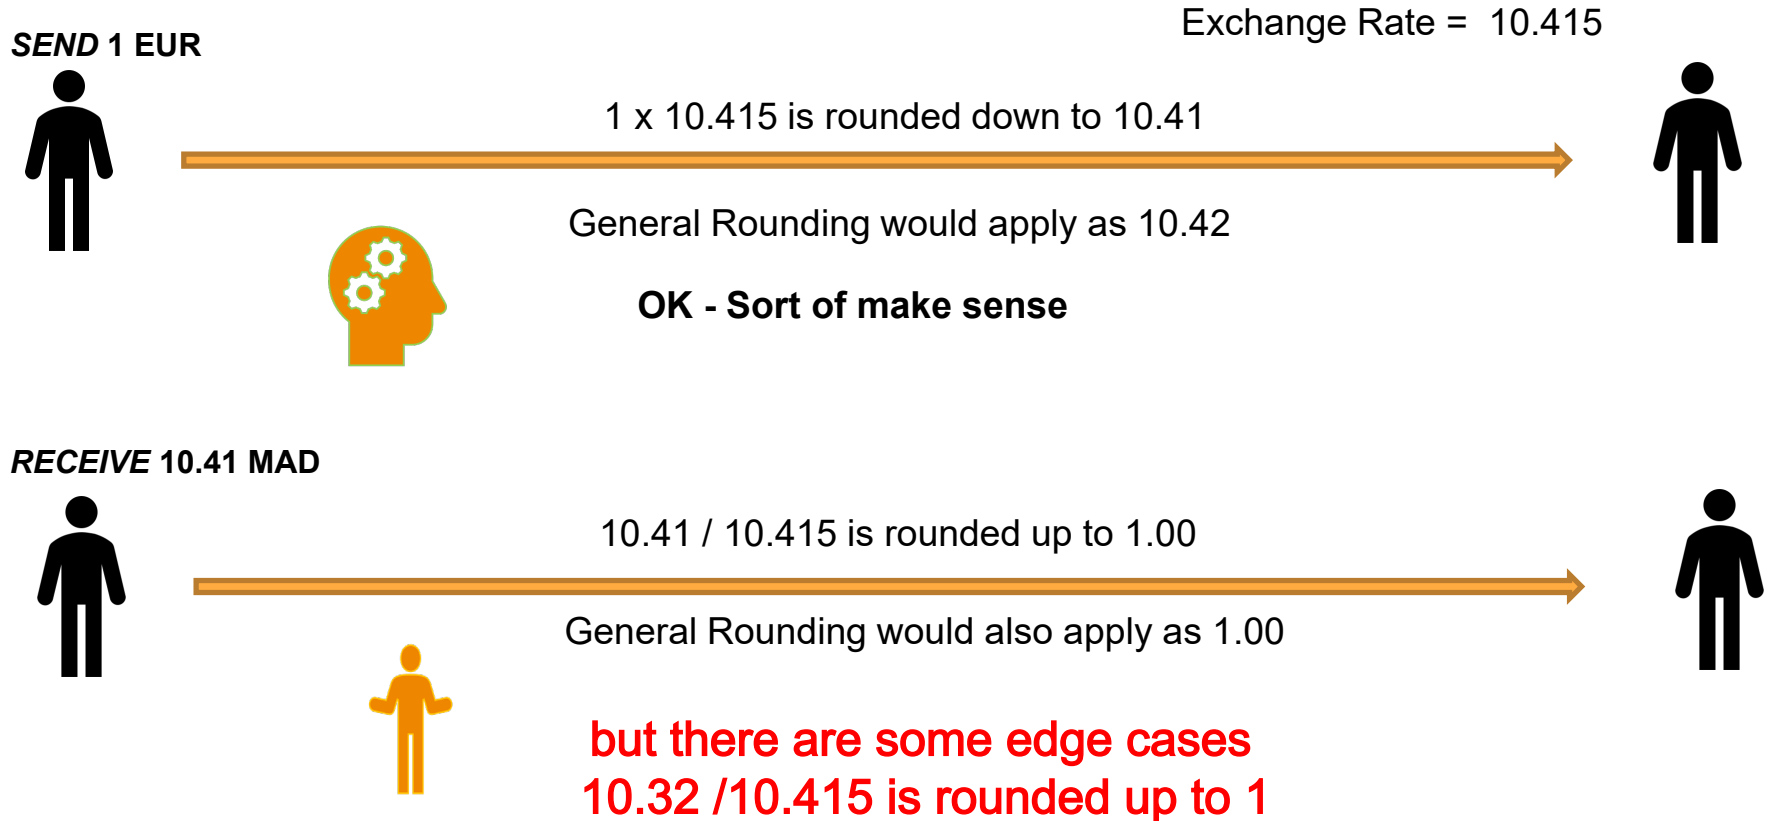 Exchange Rate = 10.415
SEND 1 EUR
1 x 10.415 is rounded down to 10.41
General Rounding would apply as 10.42
OK - Sort of make sense
RECEIVE 10.41 MAD
10.41 / 10.415 is rounded up to 1.00
General Rounding would also apply as 1.00
but there are some edge cases
10.32 /10.415 is rounded up to 1